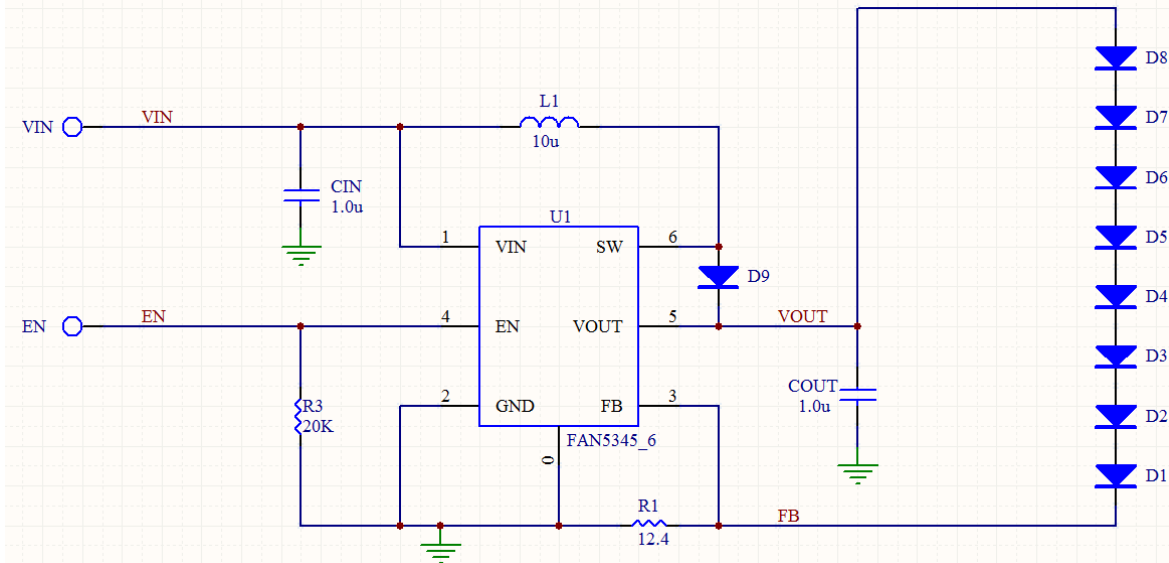 D8
L1
VIN
VIN
D7
10u
D6
CIN
1.0u
U1
1
VIN
SW
6
D5
D9
D4
EN
EN
4
EN
VOUT
5
VOUT
D3
COUT
1.0u
R3
20K
2
GND
FB
3
D2
FAN5345_6
0
D1
R1
12.4
FB